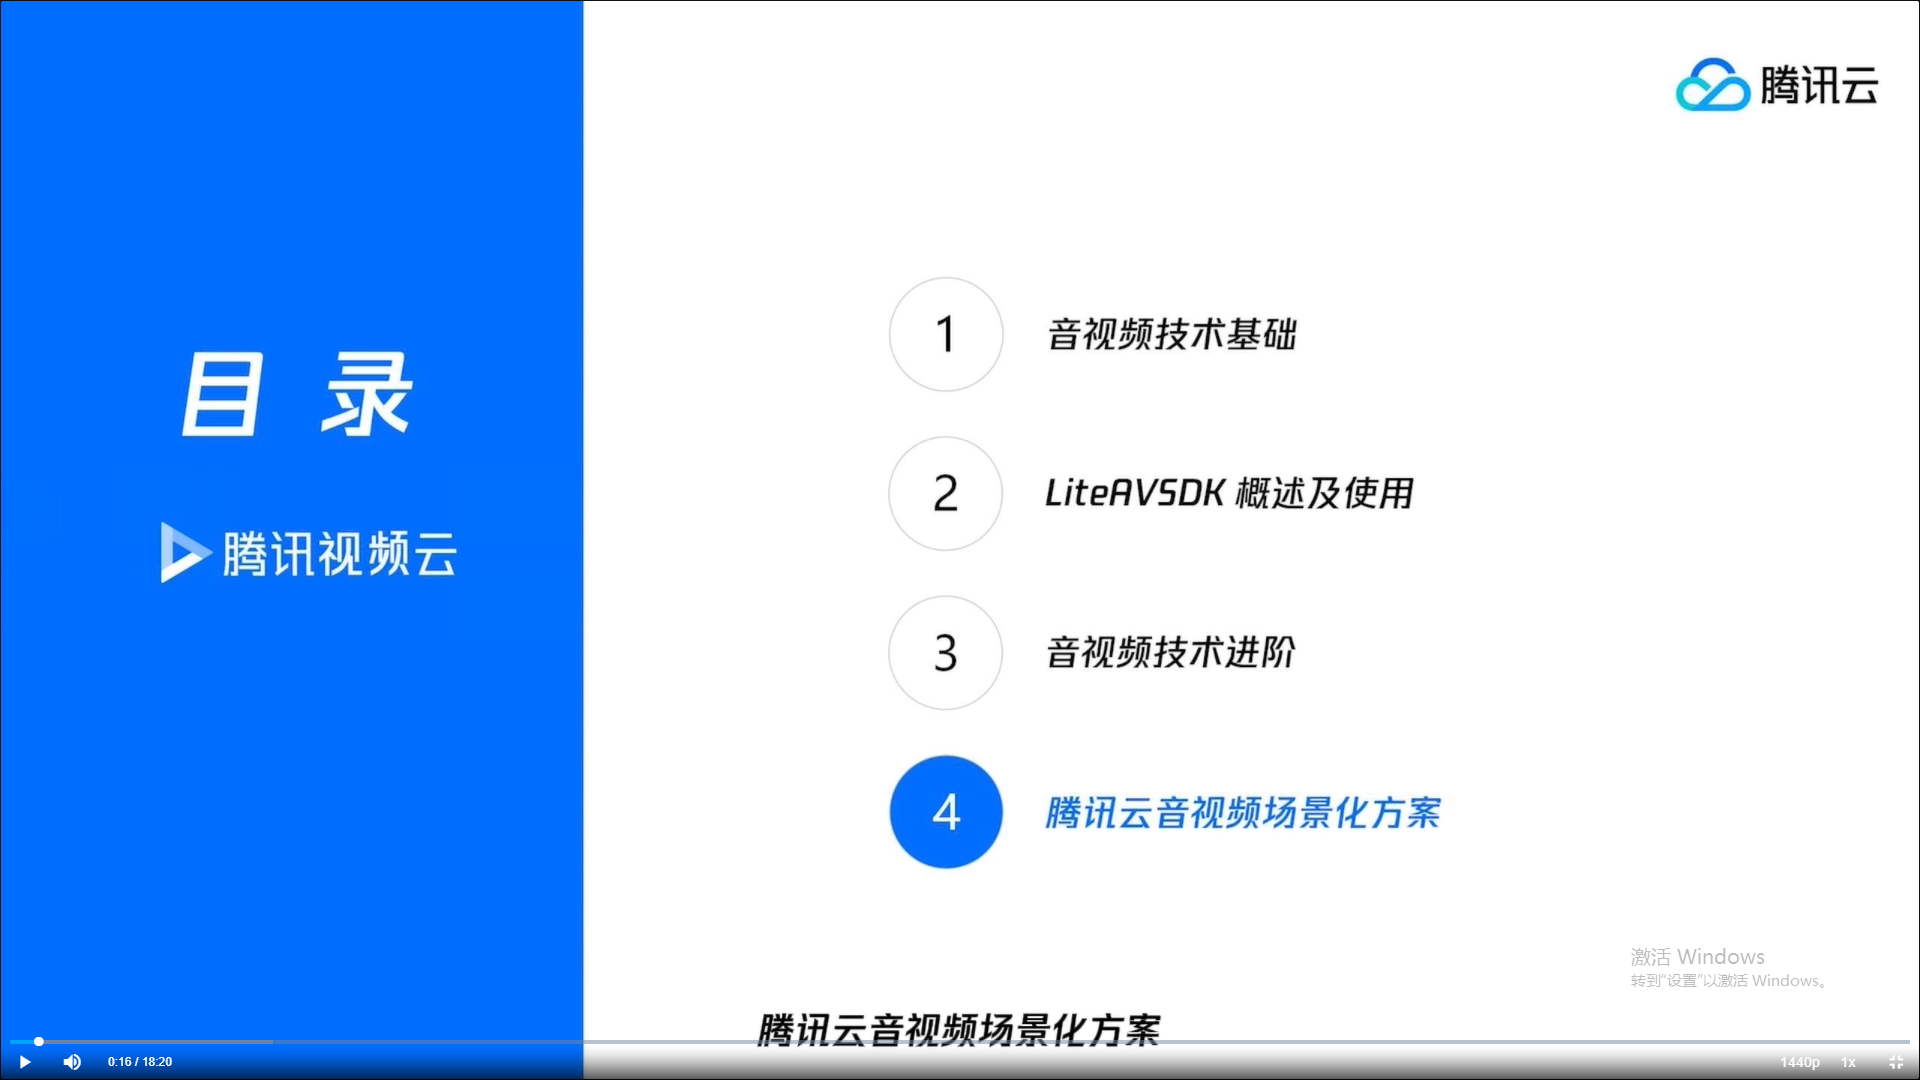 腾讯云
目录
腾讯视频云
1 音视频技术基础
2 LiteAVSDK 概述及使用
3 音视频技术进阶
4 腾讯云音视频场景化方案
激活 Windows
转到“设置”以激活 Windows。
腾讯云音视频场景化方案
0:16 / 18:20
1440p 1x